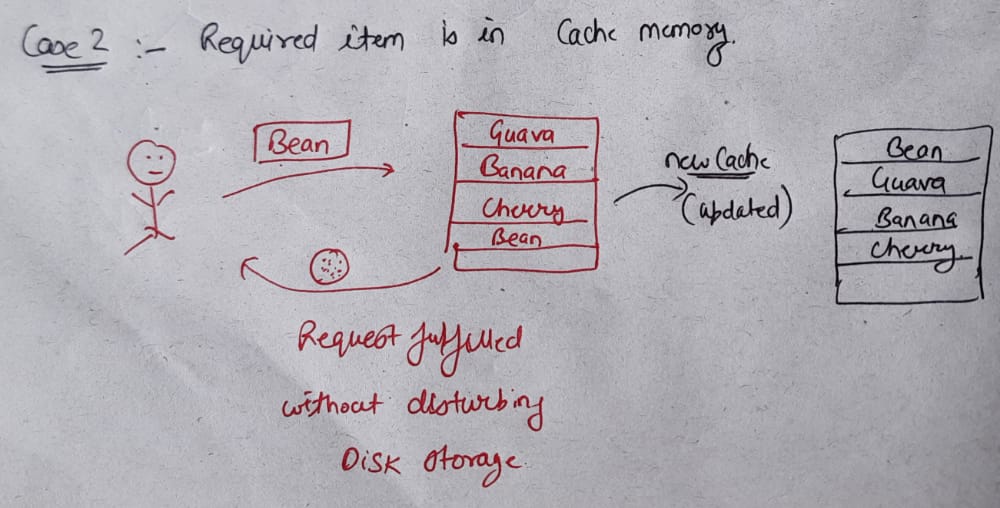 Case 2 :- Required item is in Cache memory.
Bean
Guava
Banana
Cherry
Bean
new Cache
(updated)
Bean
Guava
Banana
Cherry
Request fulfilled
without disturbing
Disk storage.